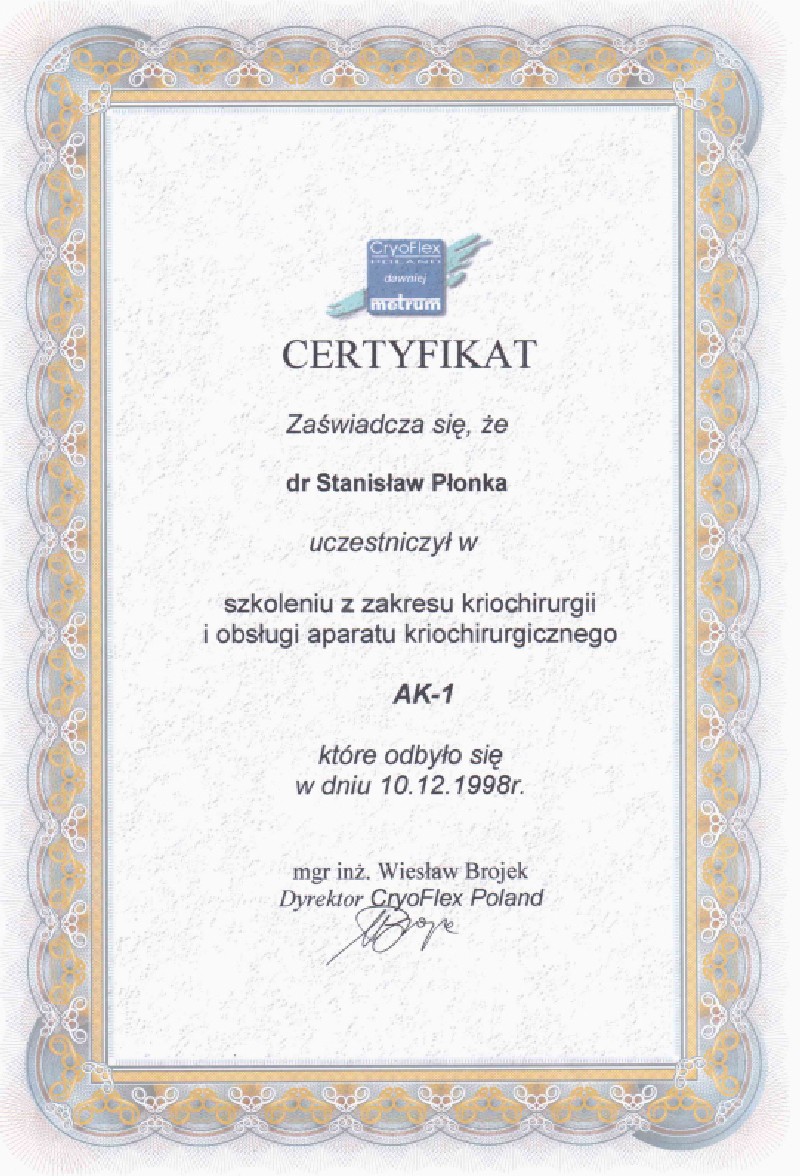 CryoFlex
POLAND
dawniej
metrum
CERTYFIKAT
Zaświadcza się, że
dr Stanisław Płonka
uczestniczył w
szkoleniu z zakresu kriochirurgii
i obsługi aparatu kriochirurgicznego
AK-1
które odbyło się
w dniu 10.12.1998r.
mgr inż. Wiesław Brojek
Dyrektor CryoFlex Poland